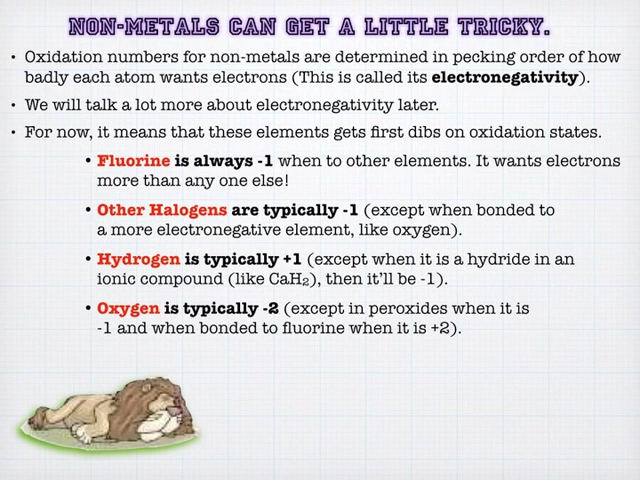 NON-METALS CAN GET A LITTLE TRICKY.
• Oxidation numbers for non-metals are determined in pecking order of how
badly each atom wants electrons (This is called its electronegativity).
• We will talk a lot more about electronegativity later.
• For now, it means that these elements gets first dibs on oxidation states.
• Fluorine is always -1 when to other elements. It wants electrons
more than any one else!
• Other Halogens are typically -1 (except when bonded to
a more electronegative element, like oxygen).
• Hydrogen is typically +1 (except when it is a hydride in an
ionic compound (like CaH₂), then it’ll be -1).
• Oxygen is typically -2 (except in peroxides when it is
-1 and when bonded to fluorine when it is +2).